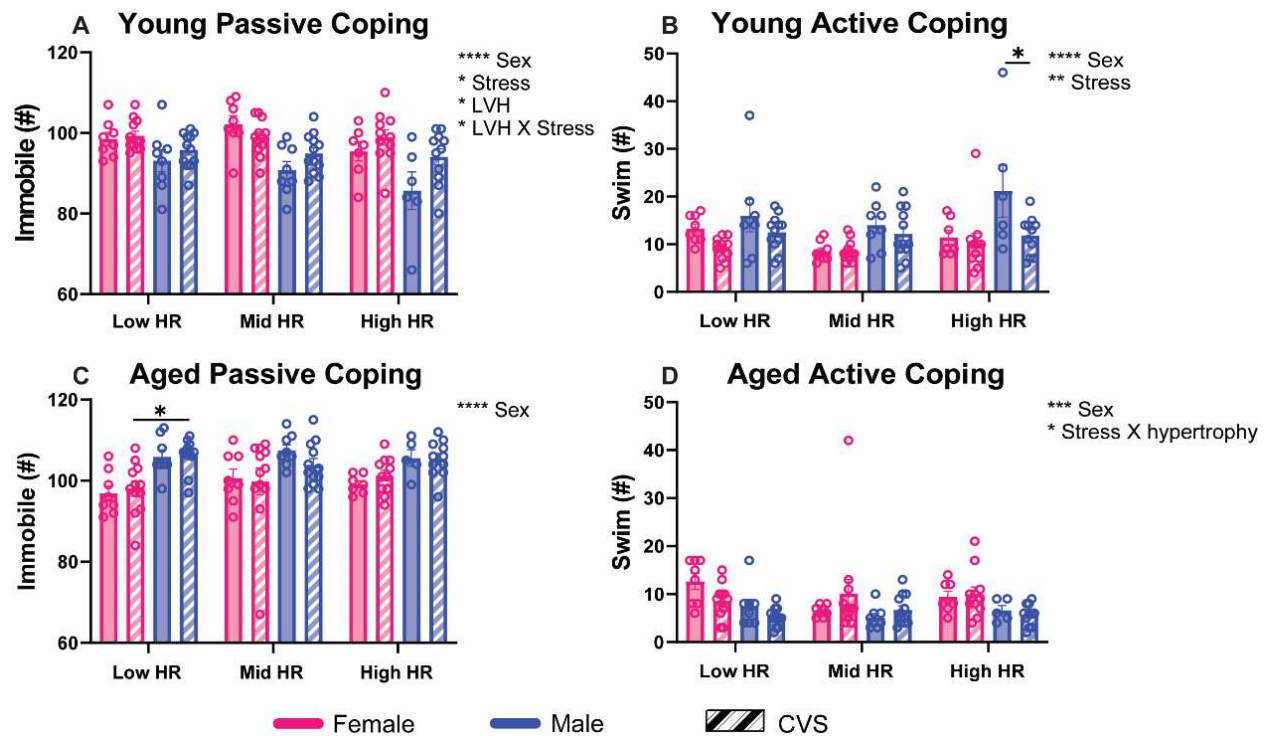 A Young Passive Coping
120
100
80
60
Immobile (#)
Low HR Mid HR High HR
**** Sex
* Stress
* LVH
* LVH X Stress
B Young Active Coping
50
40
30
20
10
0
Swim (#)
Low HR Mid HR High HR
*
**** Sex
** Stress
C Aged Passive Coping
120
100
80
60
Immobile (#)
Low HR Mid HR High HR
*
**** Sex
D Aged Active Coping
50
40
30
20
10
0
Swim (#)
Low HR Mid HR High HR
*** Sex
* Stress X hypertrophy
Female Male CVS